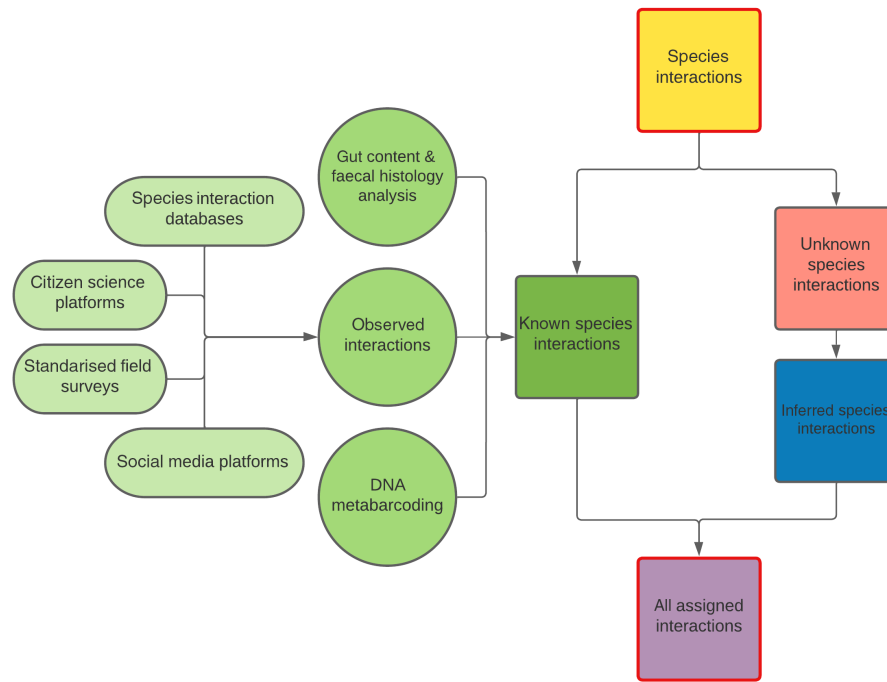 Species
interactions
Gut content &
faecal histology
analysis
Species interaction
databases
Unknown
species
interactions
Citizen science
platforms
Observed
interactions
Known species
interactions
Standarised field
surveys
Inferred species
interactions
Social media platforms
DNA
metabarcoding
All assigned
interactions